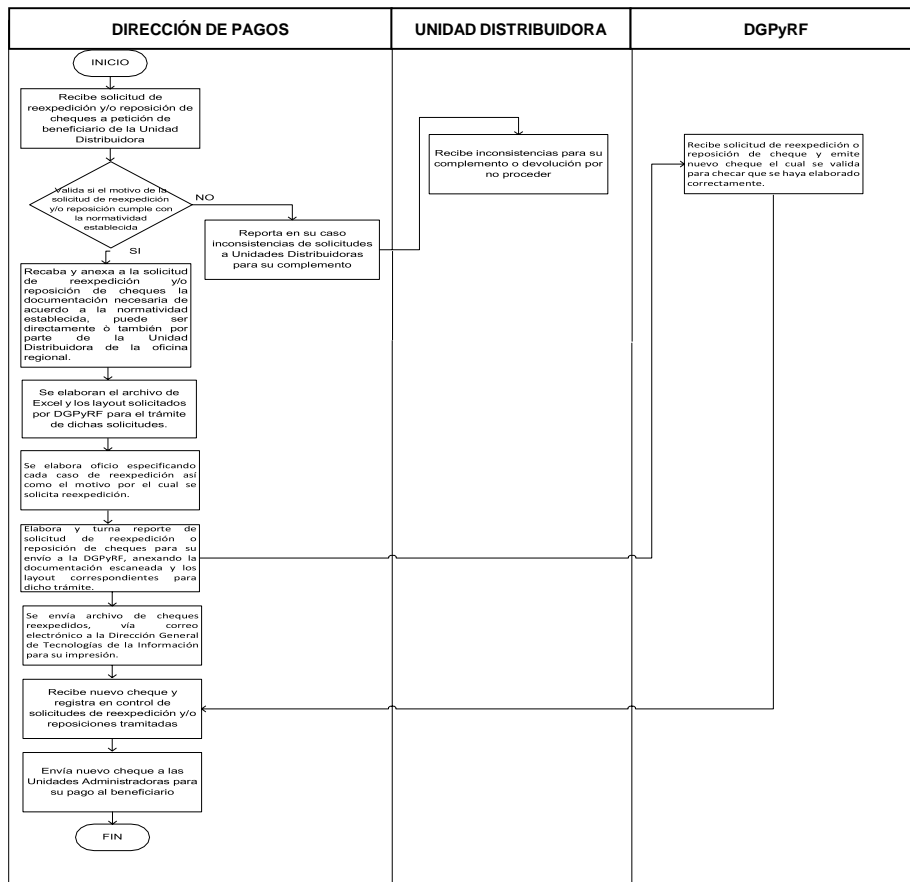 DIRECCIÓN DE PAGOS
UNIDAD DISTRIBUIDORA
DGPyRF
INICIO
Recibe solicitud de
reexpedición y/o reposición de
cheques a petición de
beneficiario de la Unidad
Distribuidora
Valida si el motivo de la
solicitud de reexpedición
y/o reposición cumple con
la normatividad
establecida
NO
SI
Reporta en su caso
inconsistencias de solicitudes
a Unidades Distribuidoras
para su complemento
Recibe inconsistencias para su
complemento o devolución por
no proceder
Recibe solicitud de reexpedición o
reposición de cheque y emite
nuevo cheque el cual se valida
para checar que se haya elaborado
correctamente.
Recaba y anexa a la solicitud
de reexpedición y/o
reposición de cheques la
documentación necesaria de
acuerdo a la normatividad
establecida, puede ser
directamente ò también por
parte de la Unidad
Distribuidora de la oficina
regional.
Se elaboran el archivo de
Excel y los layout solicitados
por DGPyRF para el trámite
de dichas solicitudes.
Se elabora oficio especificando
cada caso de reexpedición así
como el motivo por el cual se
solicita reexpedición.
Elabora y turna reporte de
solicitud de reexpedición o
reposición de cheques para su
envío a la DGPyRF, anexando la
documentación escaneada y los
layout correspondientes para
dicho trámite.
Se envía archivo de cheques
reexpedidos, vía correo
electrónico a la Dirección General
de Tecnologías de la Información
para su impresión.
Recibe nuevo cheque y
registra en control de
solicitudes de reexpedición y/o
reposiciones tramitadas
Envía nuevo cheque a las
Unidades Administradoras para
su pago al beneficiario
FIN